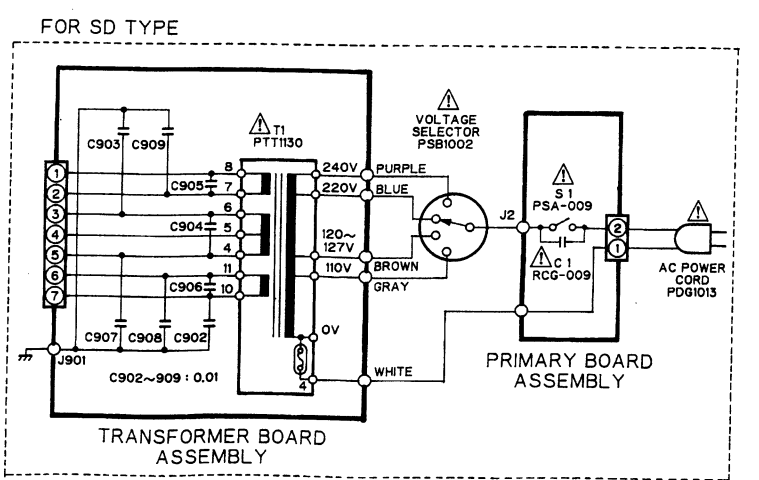 FOR SD TYPE
C903
C909
T1
PTT1130
VOLTAGE
SELECTOR
PSB1002
1
2
3
4
5
6
7
8
7
6
5
4
11
10
C905
C904
C906
C907
C908
C902
240V
220V
120~
127V
110V
0V
4
PURPLE
BLUE
BROWN
GRAY
WHITE
J2
S1
PSA-009
C1
RCG-009
2
1
AC POWER
CORD
PDG1013
J901
C902~909 : 0.01
PRIMARY BOARD
ASSEMBLY
TRANSFORMER BOARD
ASSEMBLY